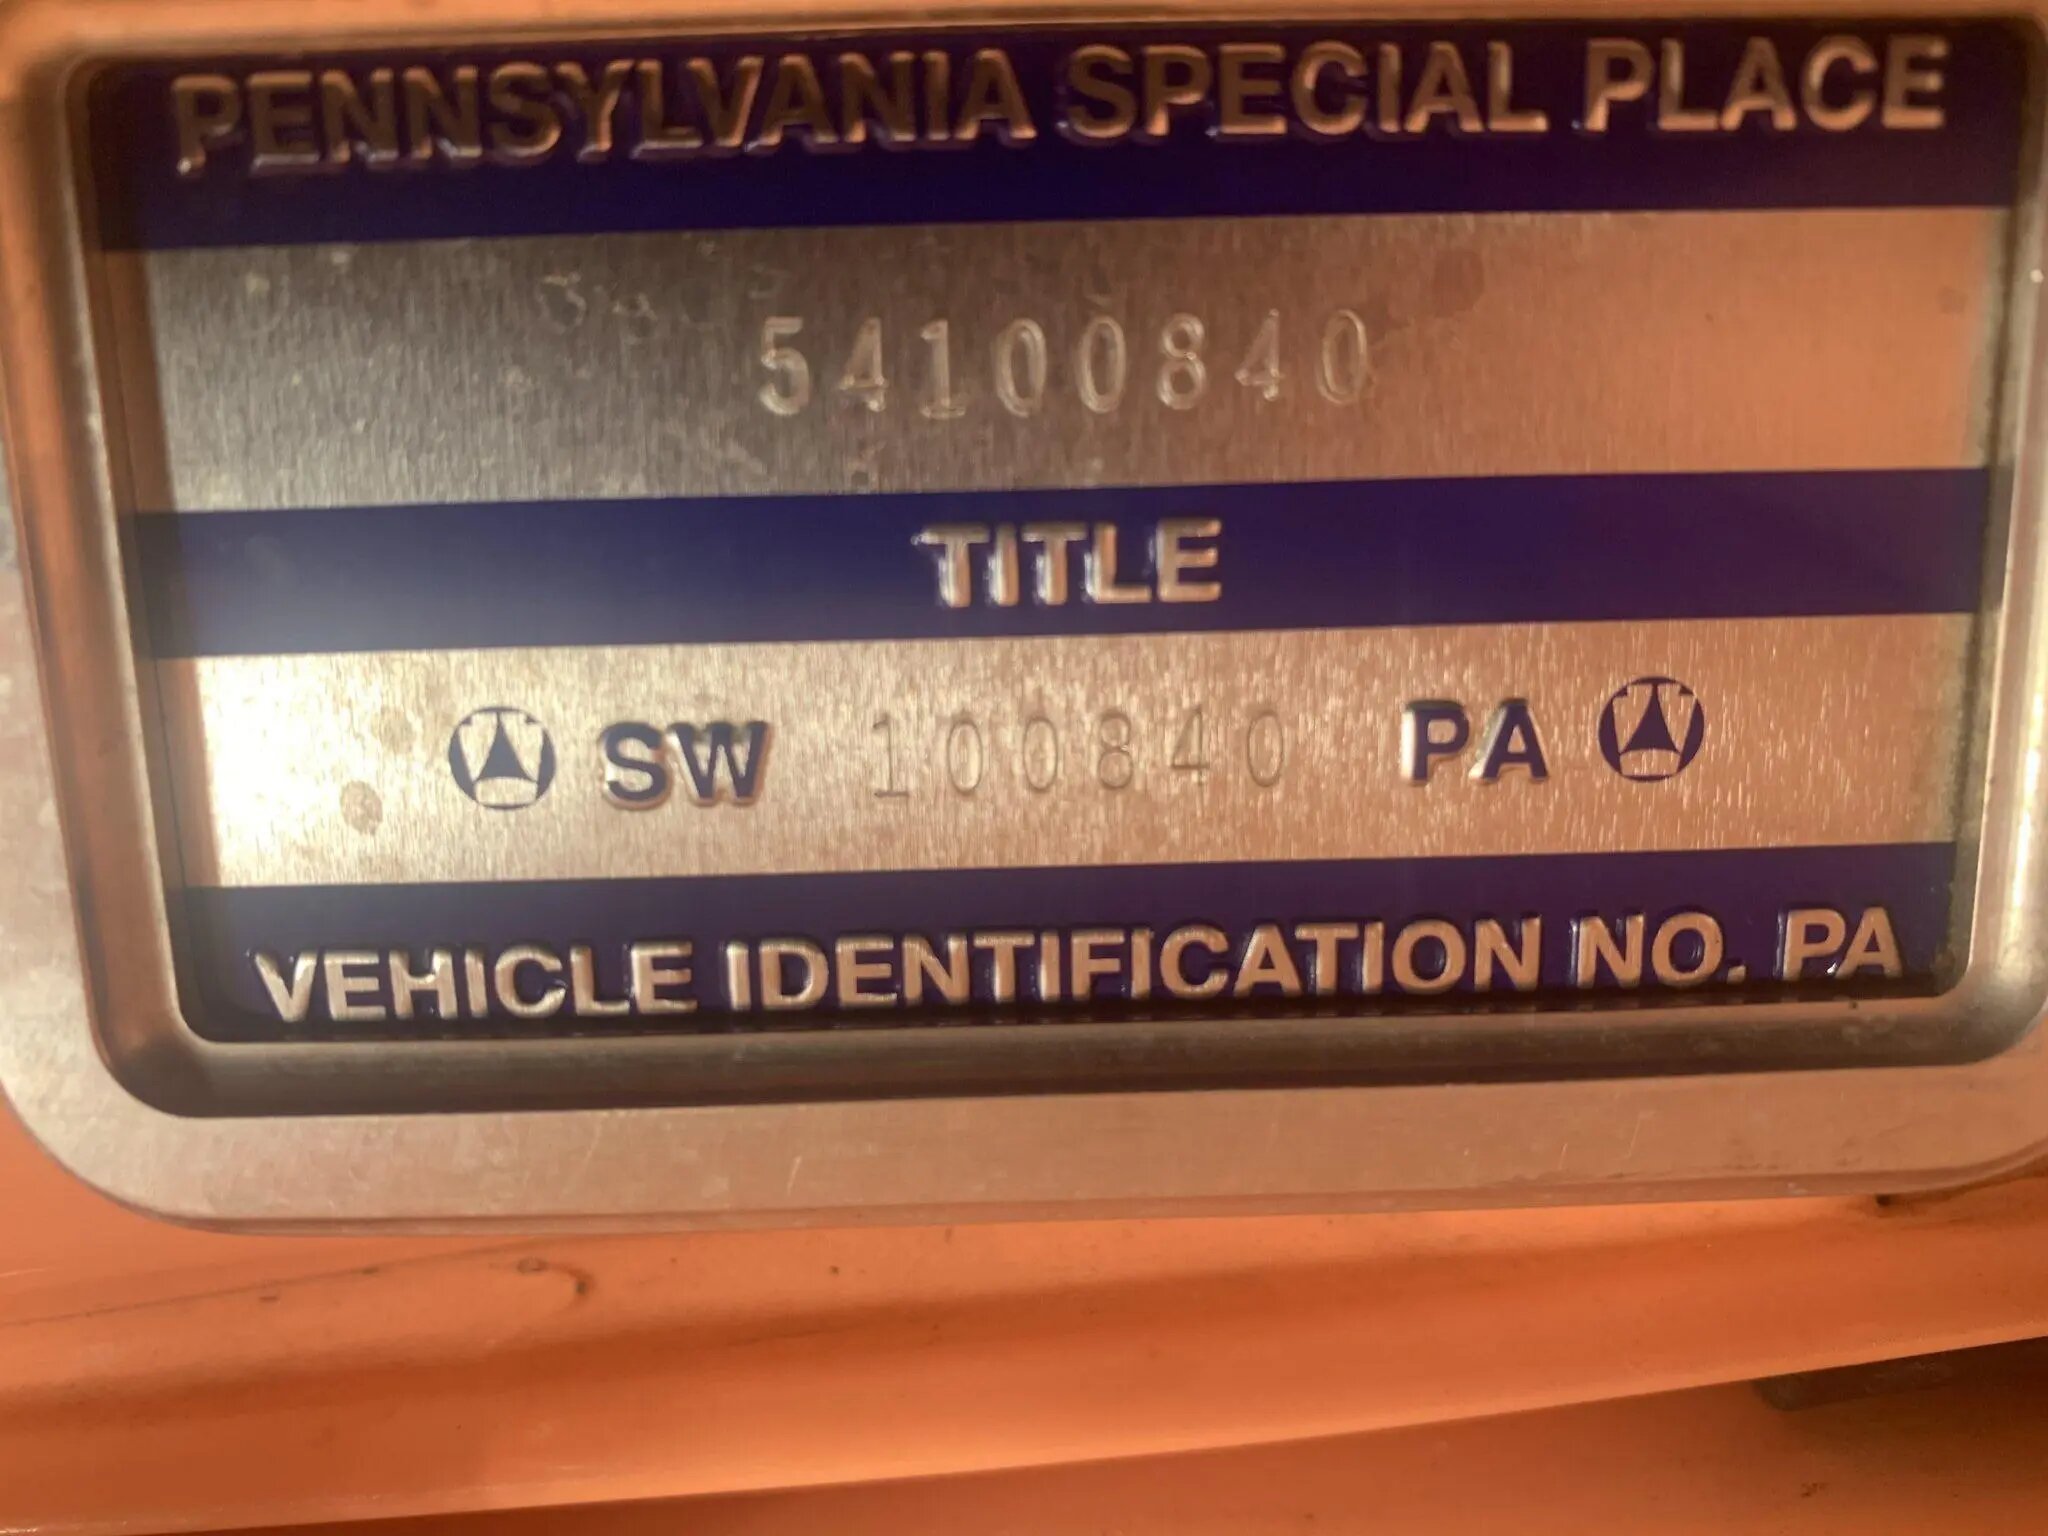 PENNSYLVANIA SPECIAL PLACE
54100840
TITLE
SW 100840 PA
VEHICLE IDENTIFICATION NO. PA